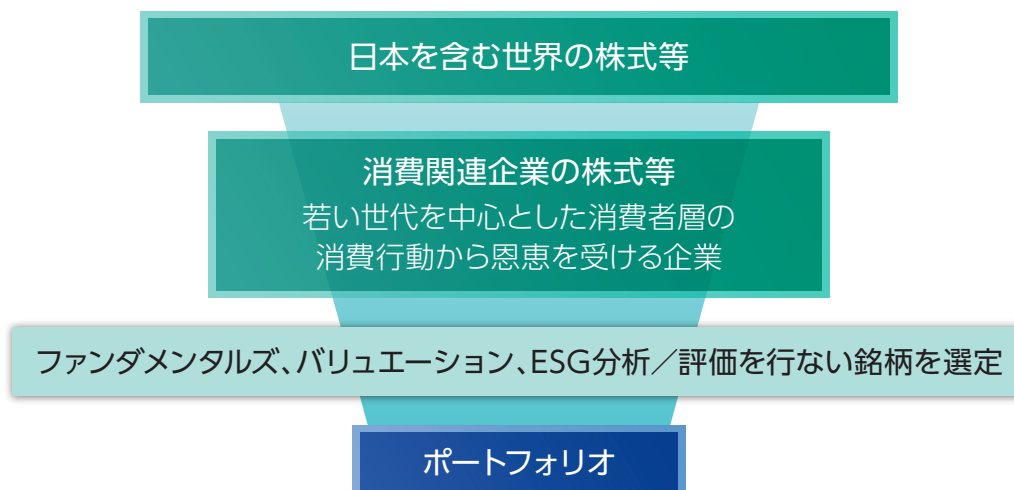 日本を含む世界の株式等
消費関連企業の株式等
若い世代を中心とした消費者層の
消費行動から恩恵を受ける企業
ファンダメンタルズ、バリュエーション、ESG分析／評価を行ない銘柄を選定
ポートフォリオ